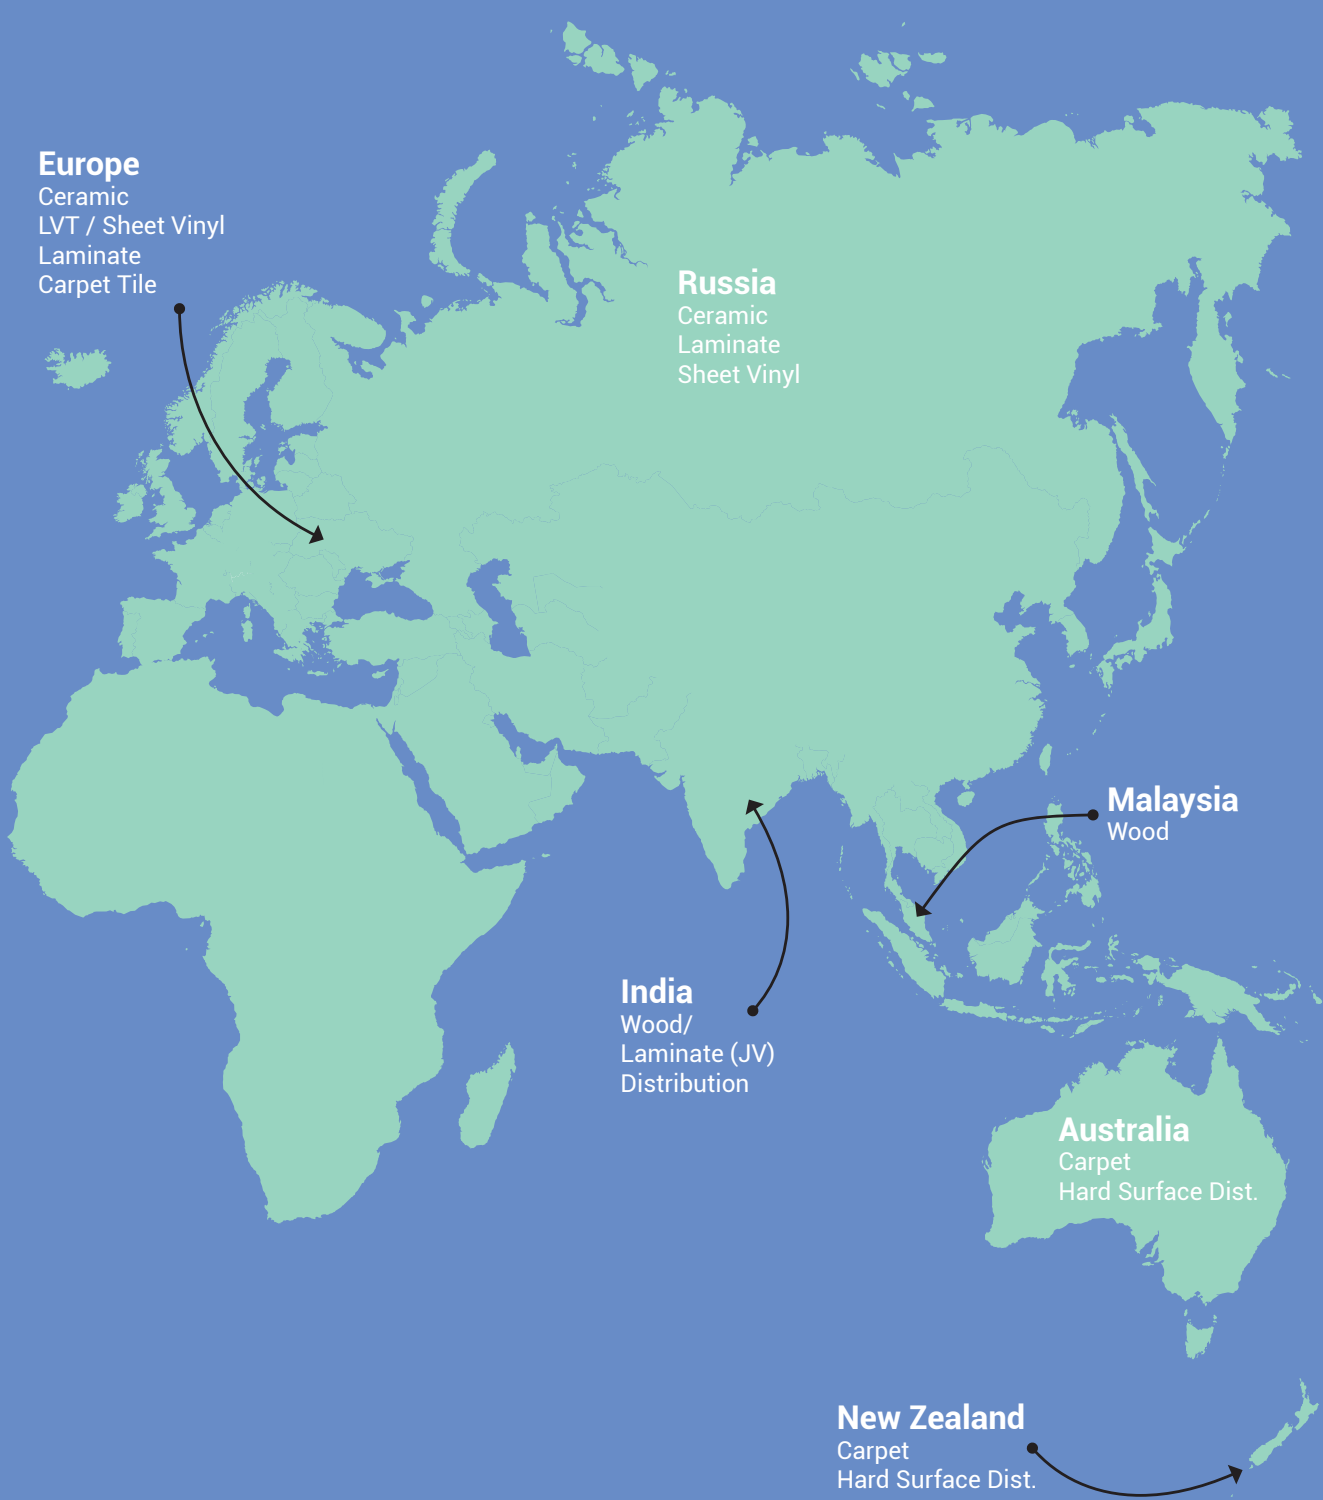 Europe
Ceramic
LVT / Sheet Vinyl
Laminate
Carpet Tile
Russia
Ceramic
Laminate
Sheet Vinyl
Malaysia
Wood
India
Wood/
Laminate (JV)
Distribution
Australia
Carpet
Hard Surface Dist.
New Zealand
Carpet
Hard Surface Dist.